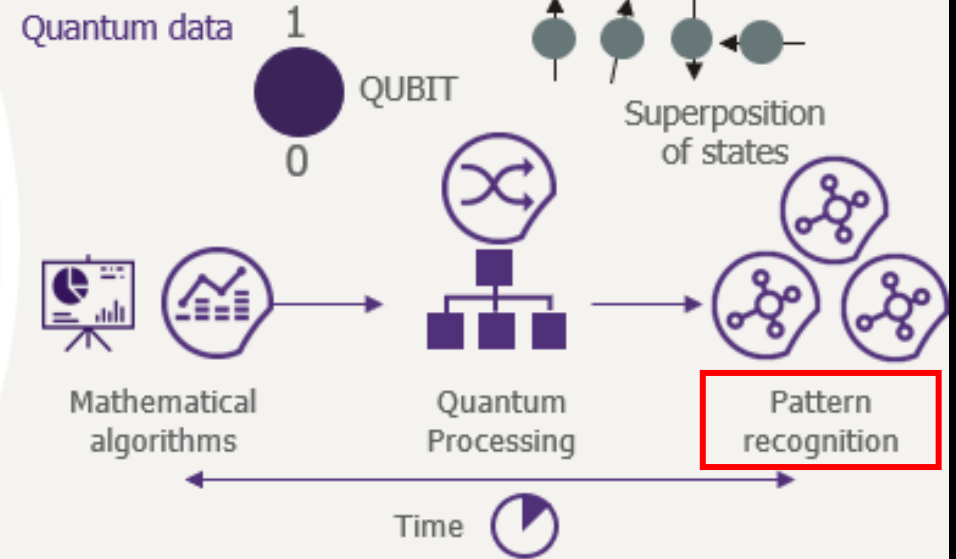 Quantum data
1
QUBIT
0
Superposition
of states
Mathematical
algorithms
Quantum
Processing
Pattern
recognition
Time